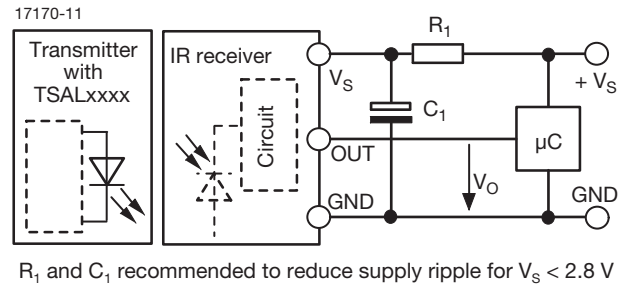 17170-11
Transmitter
with
TSALxxxx
IR receiver
Circuit
VS
OUT
GND
R1
C1
VO
µC
+ VS
GND
R1 and C1 recommended to reduce supply ripple for VS < 2.8 V